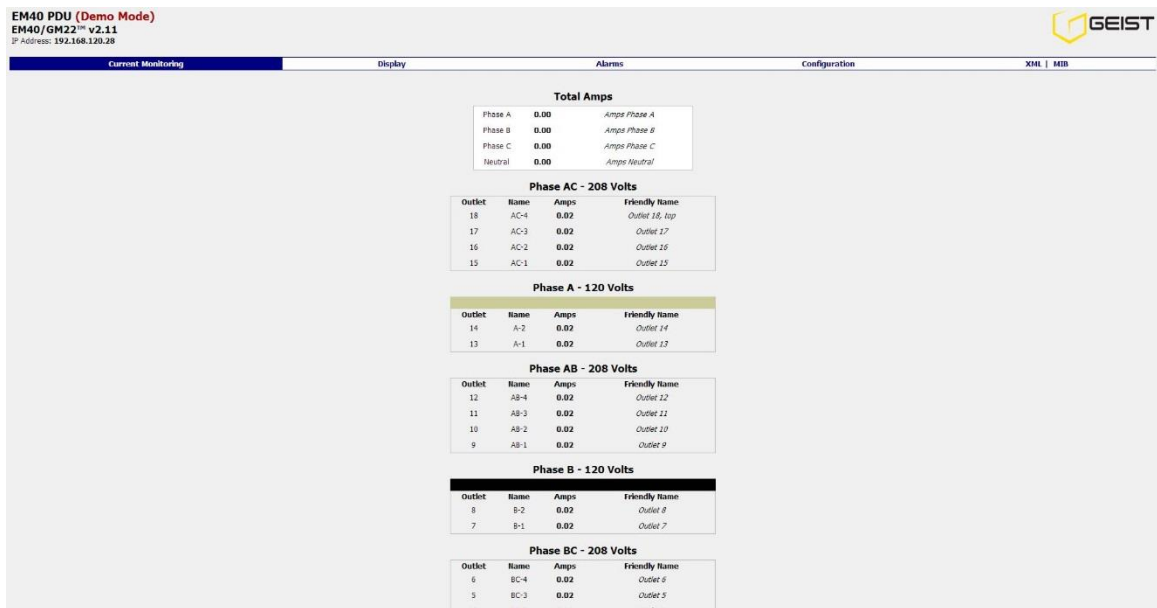 EM40 PDU (Demo Mode)
EM40/GM22™ v2.11
IP Address: 192.168.120.28
GEIST
Current Monitoring Display Alarms Configuration XML | MIB
Total Amps
Phase A 0.00 Amps Phase A
Phase B 0.00 Amps Phase B
Phase C 0.00 Amps Phase C
Neutral 0.00 Amps Neutral
Phase AC - 208 Volts
Outlet Name Amps Friendly Name
18 AC-4 0.02 Outlet 18, top
17 AC-3 0.02 Outlet 17
16 AC-2 0.02 Outlet 16
15 AC-1 0.02 Outlet 15
Phase A - 120 Volts
Outlet Name Amps Friendly Name
14 A-2 0.02 Outlet 14
13 A-1 0.02 Outlet 13
Phase AB - 208 Volts
Outlet Name Amps Friendly Name
12 AB-4 0.02 Outlet 12
11 AB-3 0.02 Outlet 11
10 AB-2 0.02 Outlet 10
9 AB-1 0.02 Outlet 9
Phase B - 120 Volts
Outlet Name Amps Friendly Name
8 B-2 0.02 Outlet 8
7 B-1 0.02 Outlet 7
Phase BC - 208 Volts
Outlet Name Amps Friendly Name
6 BC-4 0.02 Outlet 6
5 BC-3 0.02 Outlet 5